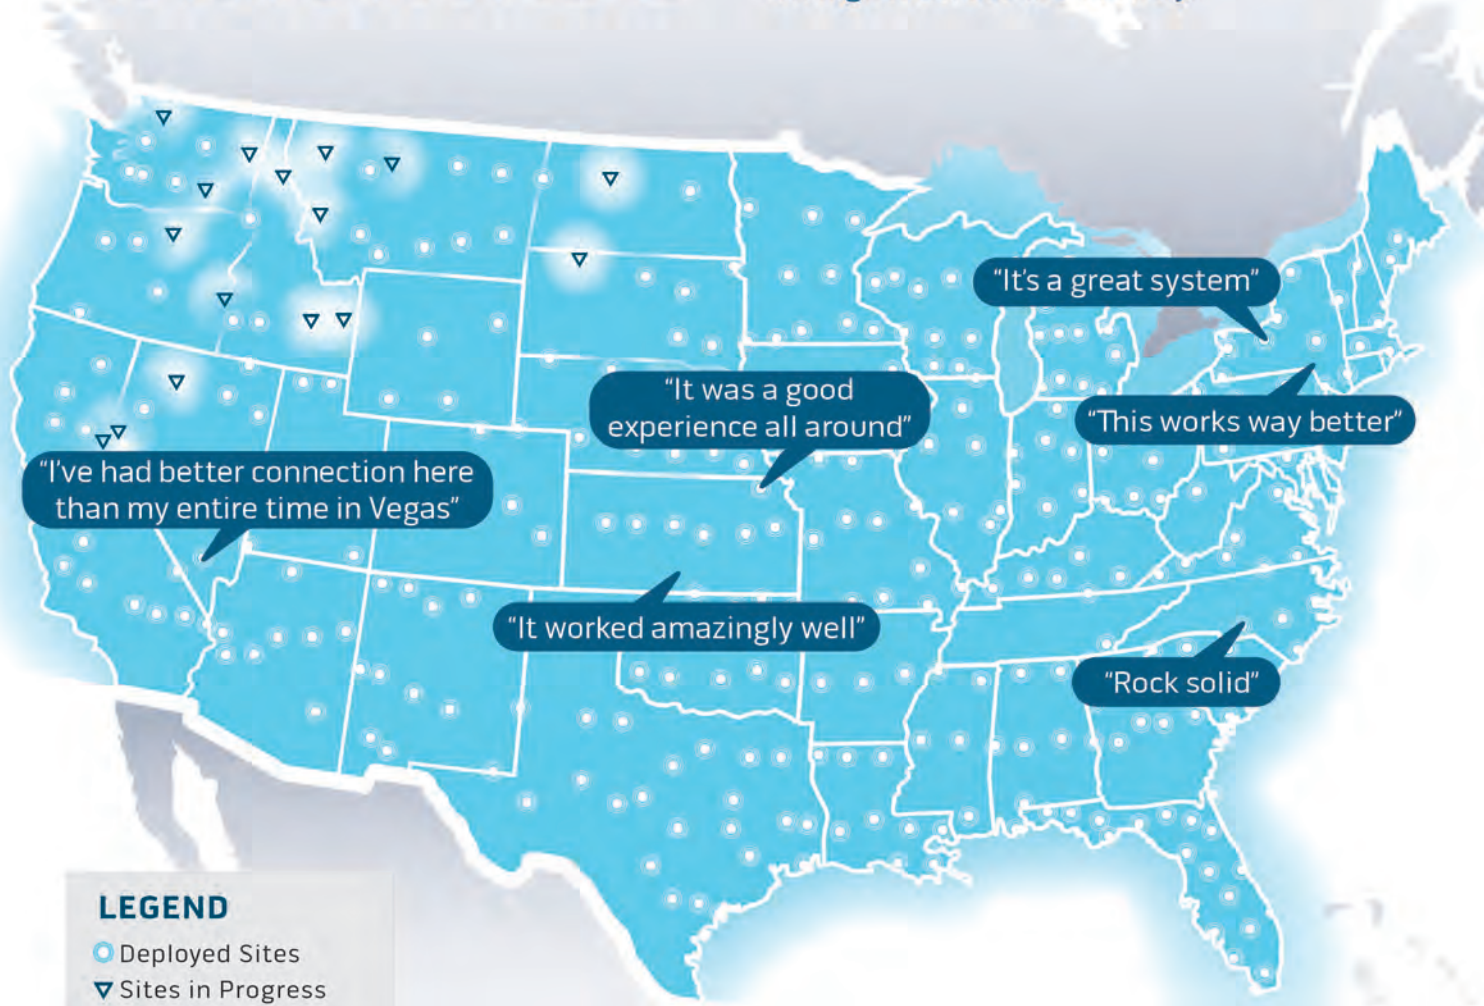 “It's a great system”
“It was a good
experience all around”
“This works way better”
“I've had better connection here
than my entire time in Vegas”
“It worked amazingly well”
“Rock solid”
LEGEND
Deployed Sites
Sites in Progress